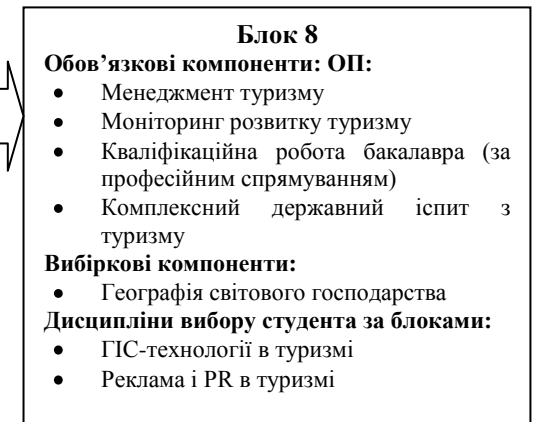 Блок 8
Обов’язкові компоненти: ОП:
• Менеджмент туризму
• Моніторинг розвитку туризму
• Кваліфікаційна робота бакалавра (за
професійним спрямуванням)
• Комплексний державний іспит з
туризму
Вибіркові компоненти:
• Географія світового господарства
Дисципліни вибору студента за блоками:
• ГІС-технології в туризмі
• Реклама і PR в туризмі